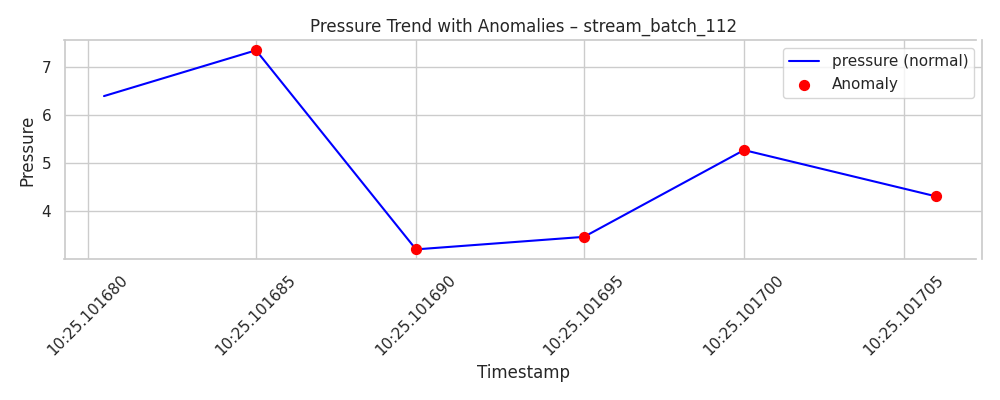 Pressure Trend with Anomalies – stream_batch_112
pressure (normal)
Anomaly
Pressure
7
6
5
4
10:25.101680
10:25.101685
10:25.101690
10:25.101695
10:25.101700
10:25.101705
Timestamp